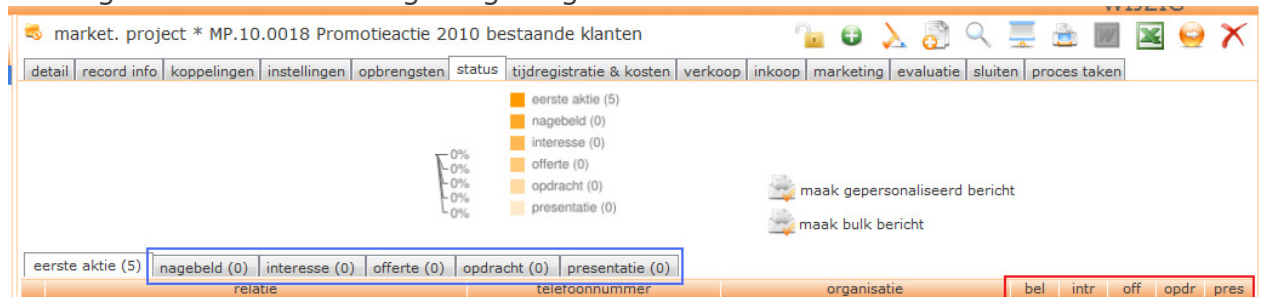 market. project * MP.10.0018 Promotieactie 2010 bestaande klanten
detail record info koppelingen instellingen opbrengsten status tijdregistratie & kosten verkoop inkoop marketing evaluatie sluiten proces taken
eerste aktie (5)
nagebeld (0)
interesse (0)
offerte (0)
opdracht (0)
presentatie (0)
0%
0%
0%
0%
0%
maak gepersonaliseerd bericht
maak bulk bericht
eerste aktie (5) nagebeld (0) interesse (0) offerte (0) opdracht (0) presentatie (0)
relatie telefoonnummer organisatie bel intr off opdr pres